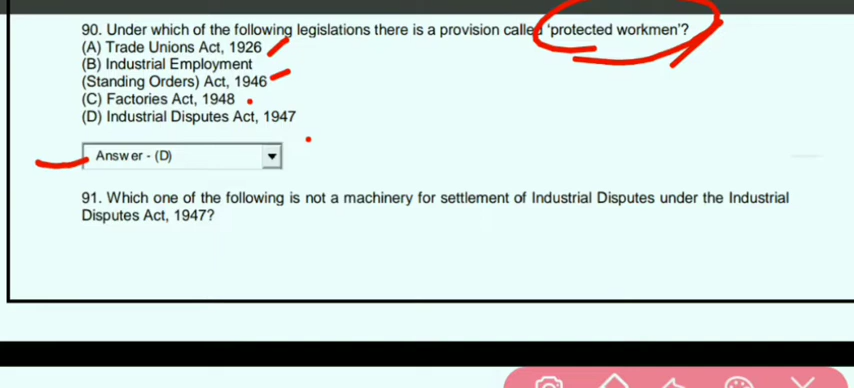 90. Under which of the following legislations there is a provision called 'protected workmen'?
(A) Trade Unions Act, 1926
(B) Industrial Employment
(Standing Orders) Act, 1946
(C) Factories Act, 1948
(D) Industrial Disputes Act, 1947
Answer - (D)
91. Which one of the following is not a machinery for settlement of Industrial Disputes under the Industrial
Disputes Act, 1947?